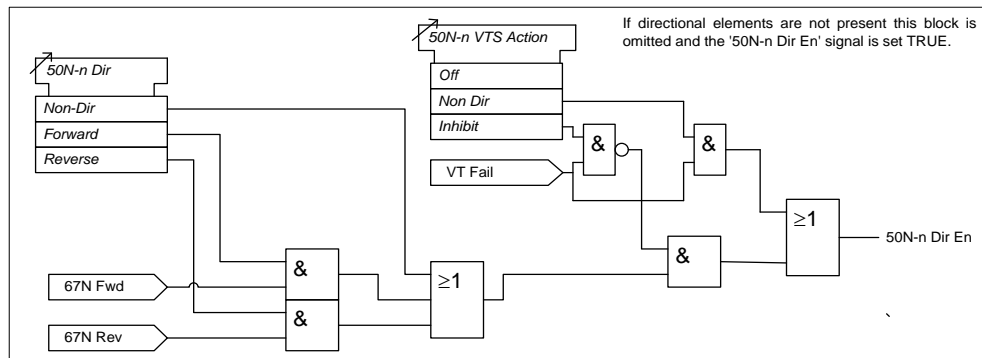 If directional elements are not present this block is
omitted and the '50N-n Dir En' signal is set TRUE.
50N-n VTS Action
Off
Non Dir
Inhibit
50N-n Dir
Non-Dir
Forward
Reverse
VT Fail
&
&
≥1
50N-n Dir En
&
67N Fwd
&
≥1
67N Rev
&